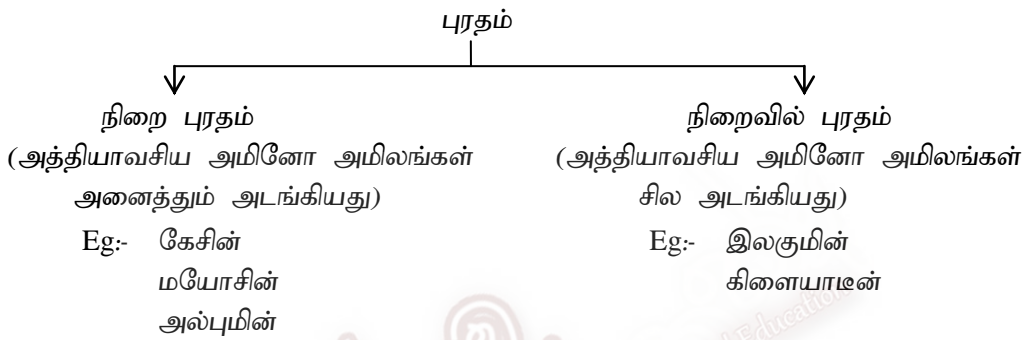 புரதம்
நிறை புரதம்
(அத்தியாவசிய அமினோ அமிலங்கள்
அனைத்தும் அடங்கியது)
Eg:- கேசின்
மயோசின்
அல்புமின்
நிறைவில் புரதம்
(அத்தியாவசிய அமினோ அமிலங்கள்
சில அடங்கியது)
Eg:- இலகுமின்
கிளையாடீன்